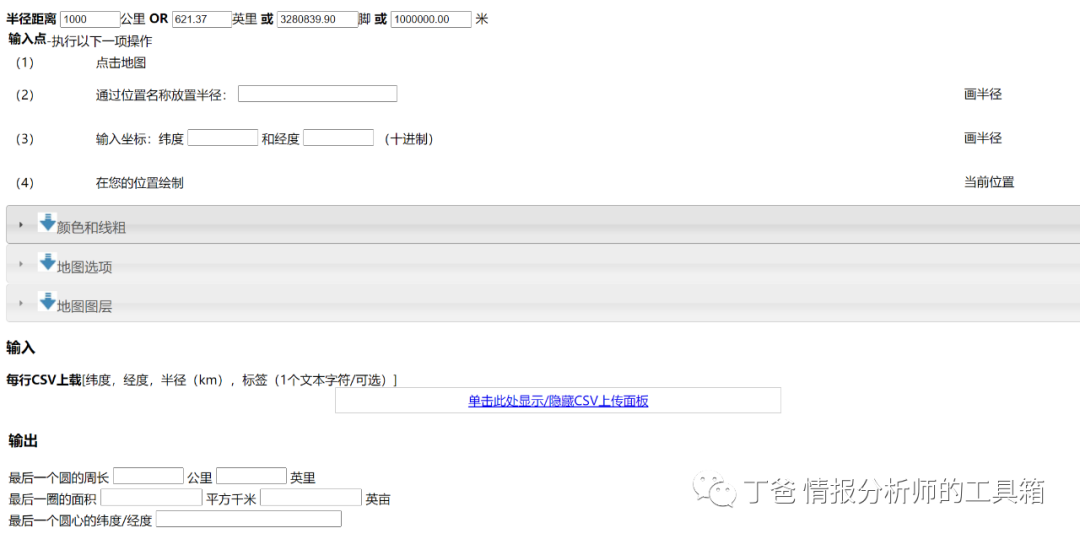 半径距离 1000 公里 OR 621.37 英里 或 3280839.90 脚 或 1000000.00 米
输入点-执行以下一项操作
(1) 点击地图
(2) 通过位置名称放置半径: 画半径
(3) 输入坐标：纬度 和经度 （十进制） 画半径
(4) 在您的位置绘制 当前位置
颜色和线粗
地图选项
地图图层
输入
每行CSV上载[纬度，经度，半径（km），标签（1个文本字符/可选）]
单击此处显示/隐藏CSV上传面板
输出
最后一个圆的周长 公里 英里
最后一圈的面积 平方千米 英亩
最后一个圆心的纬度/经度
丁爸 情报分析师的工具箱